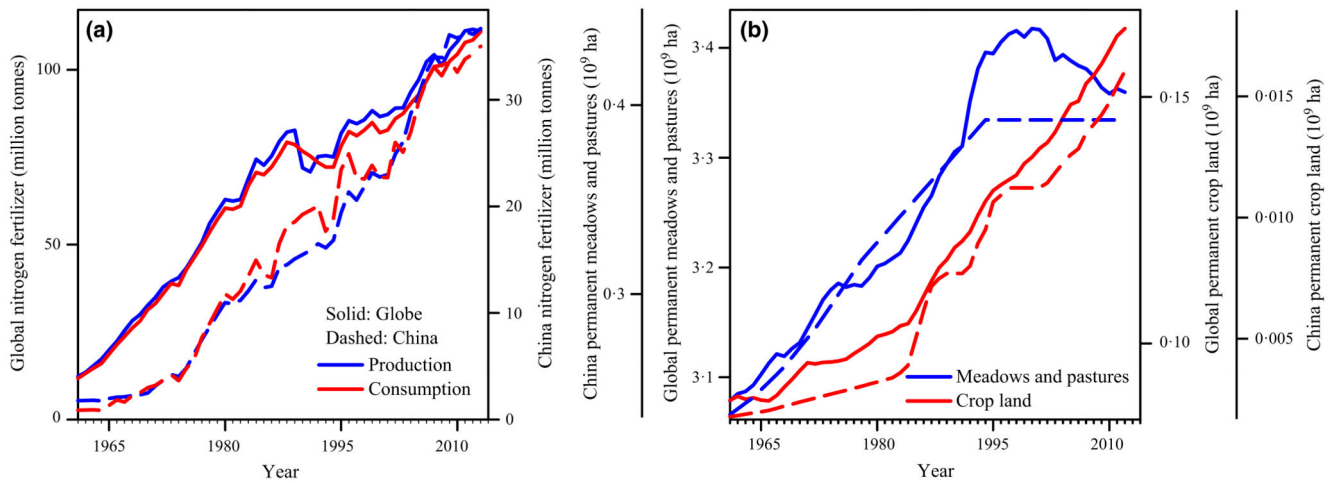 (a)
Global nitrogen fertilizer (million tonnes)
100
50
0
1965
1980
1995
2010
Year
Solid: Globe
Dashed: China
Production
Consumption
30
20
10
0
China nitrogen fertilizer (million tonnes)
China permanent meadows and pastures (10⁹ ha)
0·4
0·3
Global permanent meadows and pastures (10⁹ ha)
3·4
3·3
3·2
3·1
(b)
Meadows and pastures
Crop land
1965
1980
1995
2010
Year
0·15
0·10
Global permanent crop land (10⁹ ha)
0·015
0·010
0·005
China permanent crop land (10⁹ ha)